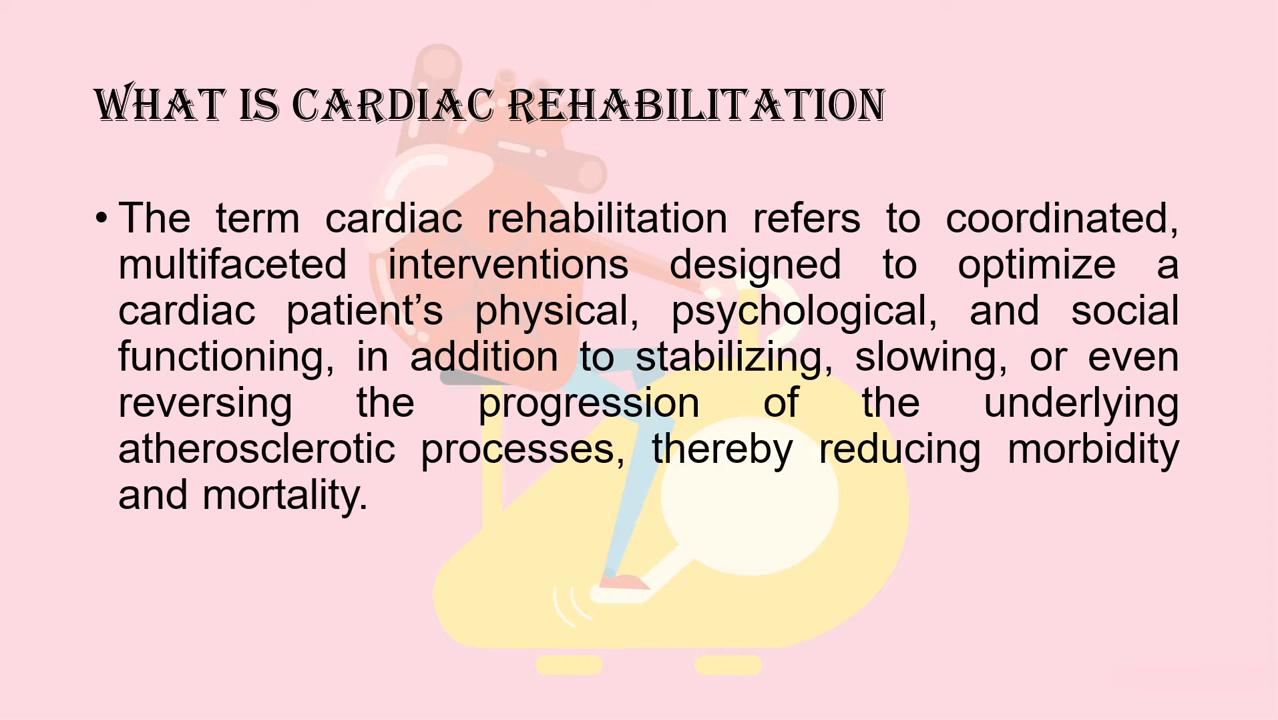 WHAT IS CARDIAC REHABILITATION
• The term cardiac rehabilitation refers to coordinated,
multifaceted interventions designed to optimize a
cardiac patient’s physical, psychological, and social
functioning, in addition to stabilizing, slowing, or even
reversing the progression of the underlying
atherosclerotic processes, thereby reducing morbidity
and mortality.